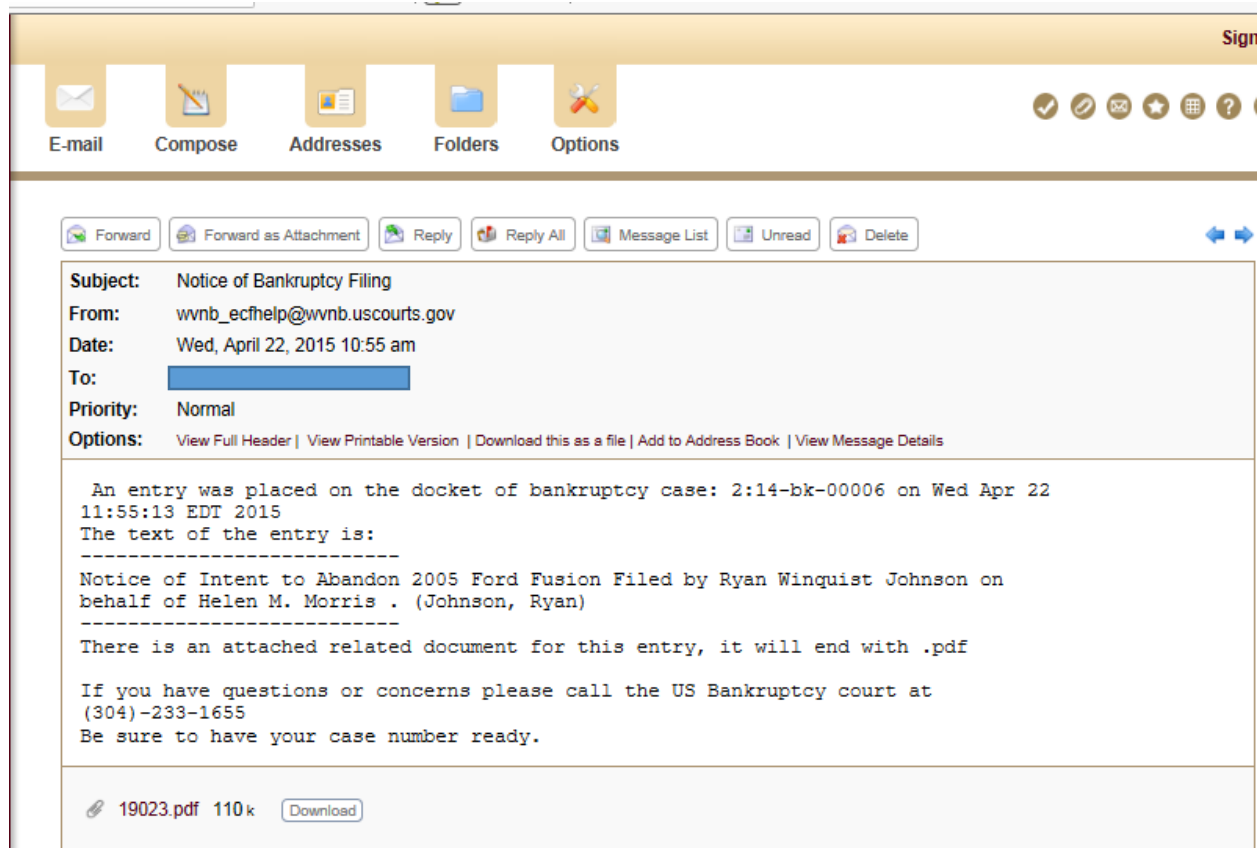 Sign
E-mail Compose Addresses Folders Options
Forward Forward as Attachment Reply Reply All Message List Unread Delete
Subject: Notice of Bankruptcy Filing
From: wvnb_ecfhelp@wvnb.uscourts.gov
Date: Wed, April 22, 2015 10:55 am
To:
Priority: Normal
Options: View Full Header | View Printable Version | Download this as a file | Add to Address Book | View Message Details
An entry was placed on the docket of bankruptcy case: 2:14-bk-00006 on Wed Apr 22
11:55:13 EDT 2015
The text of the entry is:
---------------------------
Notice of Intent to Abandon 2005 Ford Fusion Filed by Ryan Winquist Johnson on
behalf of Helen M. Morris . (Johnson, Ryan)
---------------------------
There is an attached related document for this entry, it will end with .pdf
If you have questions or concerns please call the US Bankruptcy court at
(304)-233-1655
Be sure to have your case number ready.
19023.pdf 110 k Download